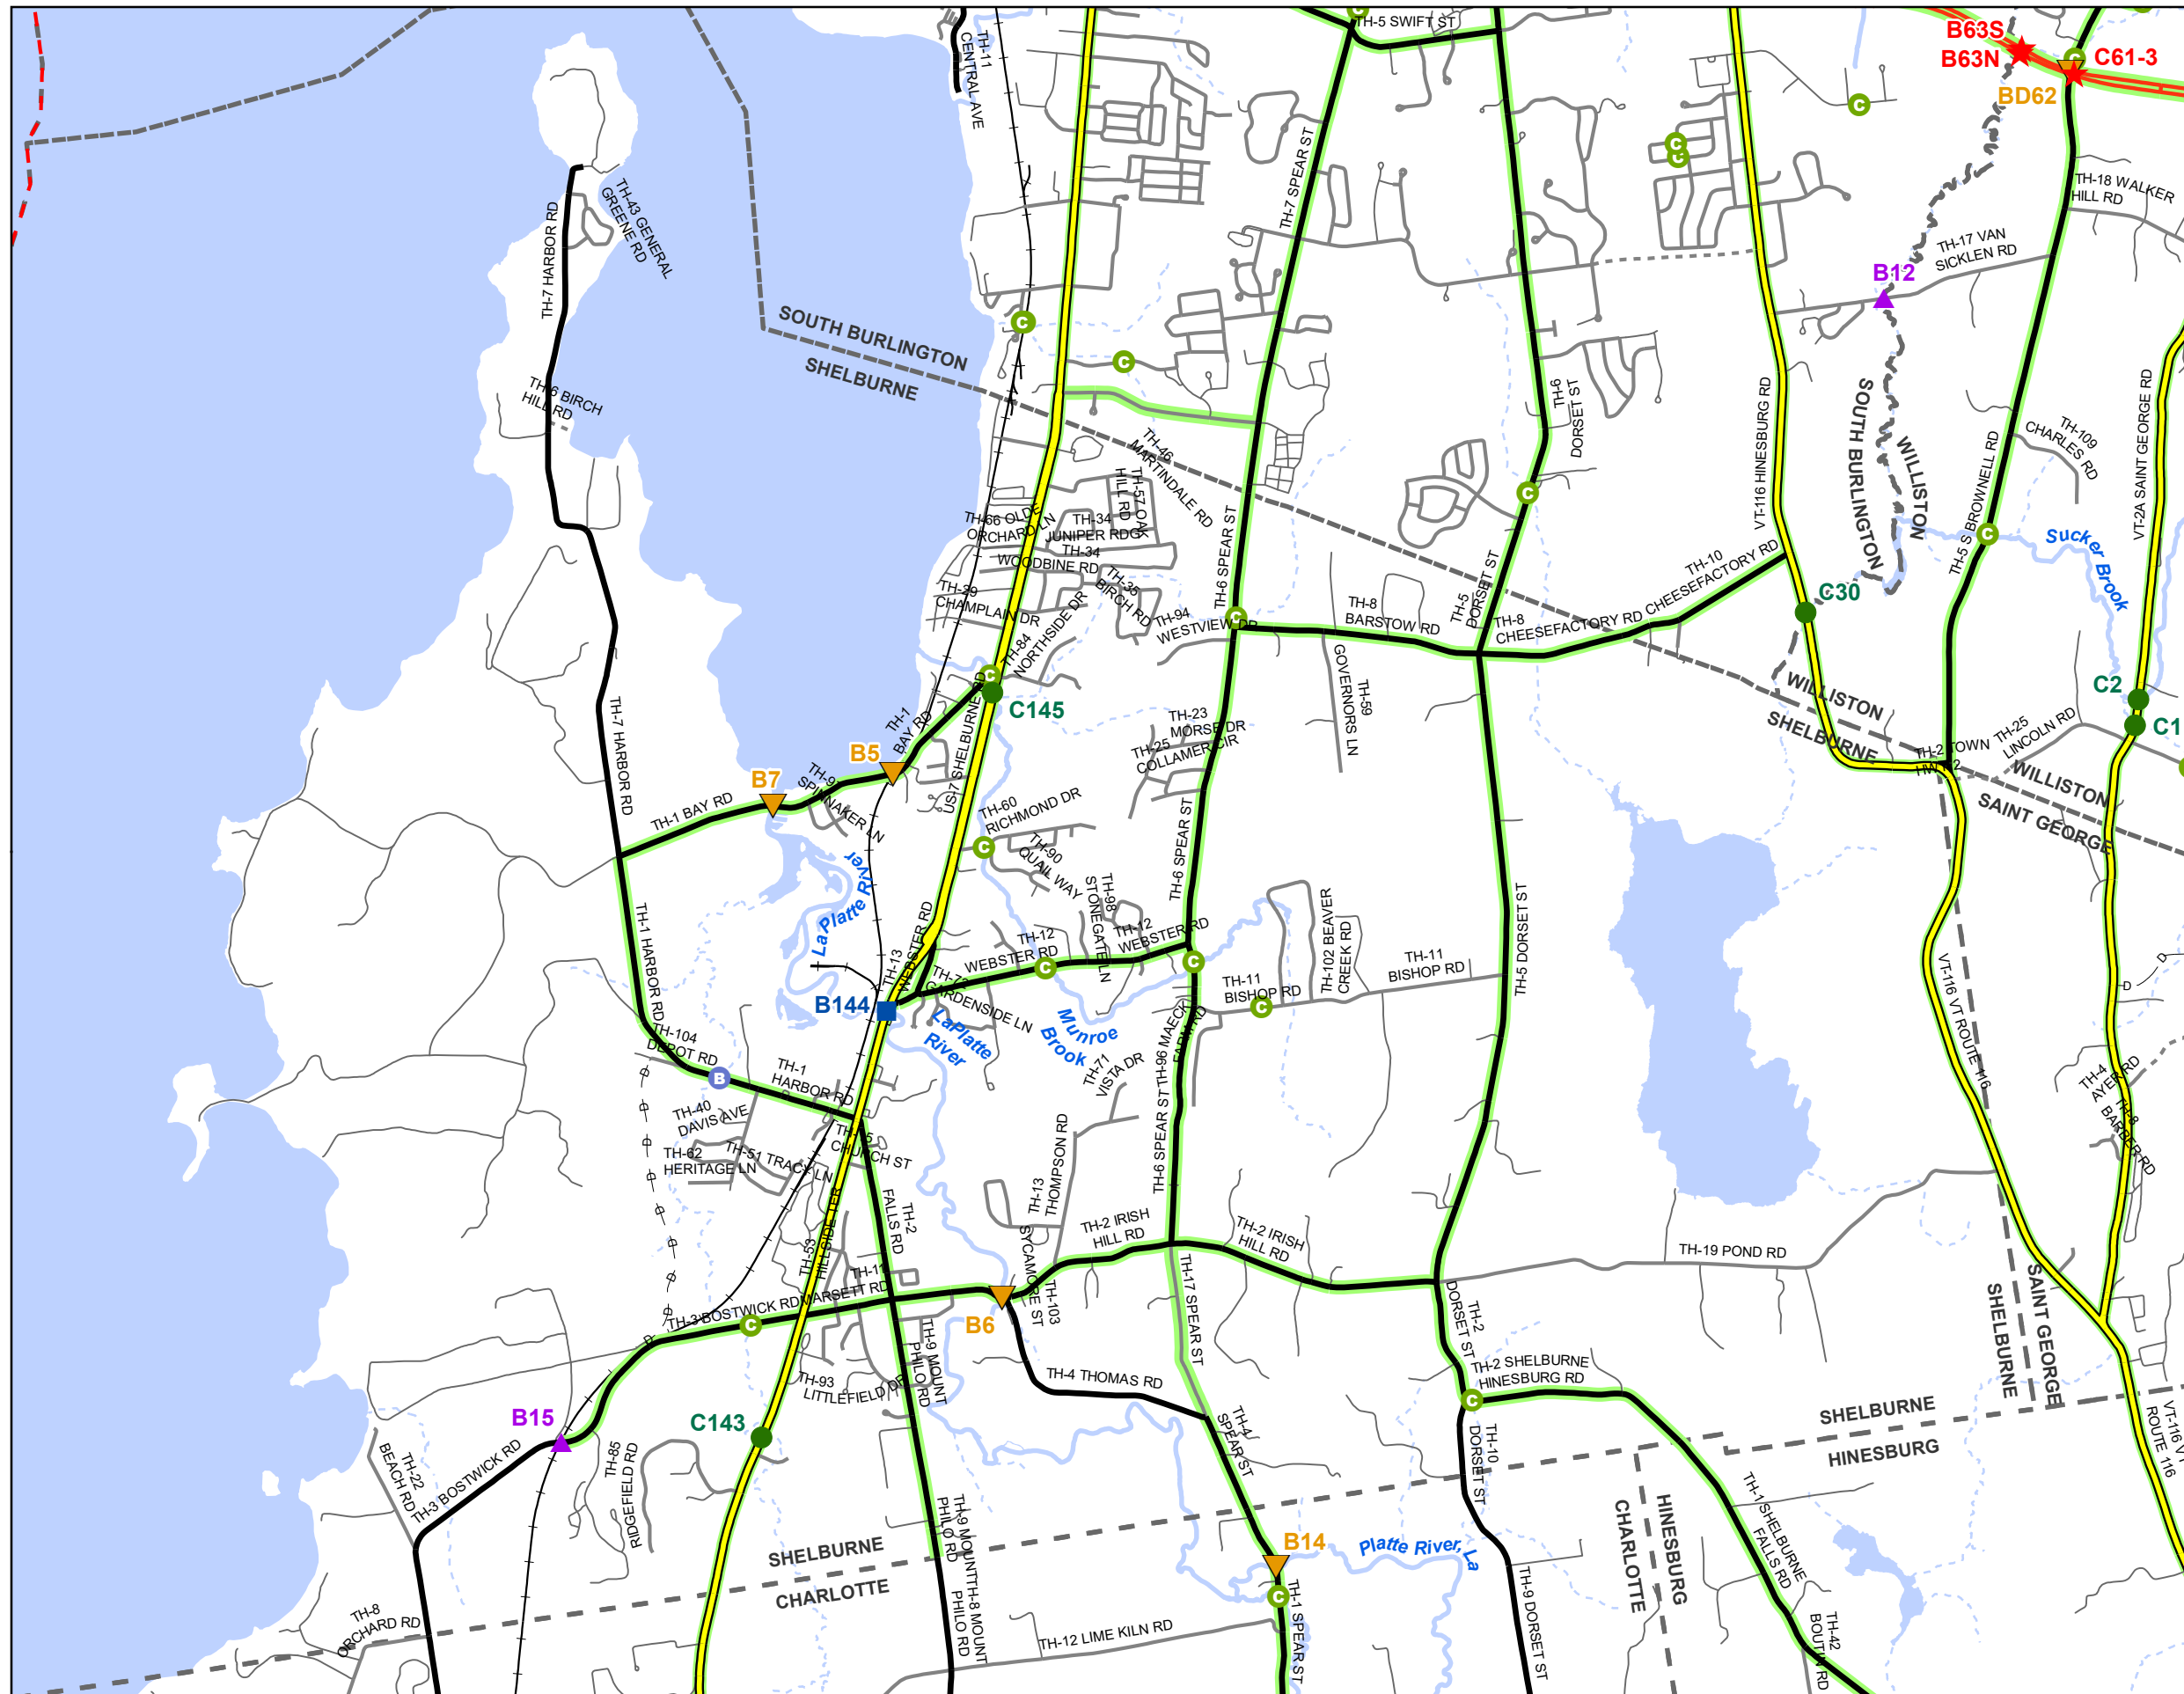 TH-5 SWIFT ST
TH-11
CENTRAL AVE
B63S
B63N
C61-3
BD62
C
TH-43 GENERAL
GREENE RD
TH-7 HARBOR RD
TH-7 SPEAR ST
TH-18 WALKER
HILL RD
TH-17 VAN
SICKLEN RD
B12
SOUTH BURLINGTON
SHELBURNE
TH-6 BIRCH
HILL RD
TH-6
DORSET ST
VT-116 HINESBURG RD
SOUTH BURLINGTON
WILLISTON
TH-109
CHARLES RD
VT-2A SAINT GEORGE RD
TH-46
MARTINDALE RD
TH-57 OAK
HILL RD
TH-66 OLDE
ORCHARD LN
TH-34
JUNIPER RDG
TH-34
WOODBINE RD
TH-35
BIRCH RD
TH-29
CHAMPLAIN DR
TH-94
WESTVIEW DR
TH-84
NORTHSIDE DR
TH-6 SPEAR ST
TH-8
BARSTOW RD
TH-5
DORSET ST
TH-8
CHEESEFACTORY RD
TH-10
CHEESEFACTORY RD
C30
TH-5 S BROWNELL RD
Sucker Brook
C2
C1
WILLISTON
SHELBURNE
TH-2 TOWN
HWY 2
TH-25
LINCOLN RD
WILLISTON
SAINT GEORGE
C145
TH-1
BAY RD
B5
B7
TH-9
SPINNAKER LN
TH-1 BAY RD
US-7 SHELBURNE RD
TH-7 HARBOR RD
TH-23
MORSE DR
TH-25
COLLAMER CIR
TH-59
GOVERNORS LN
TH-60
RICHMOND DR
TH-90
QUAIL WAY
TH-98
STONEGATE LN
TH-6 SPEAR ST
La Platte River
TH-1 HARBOR RD
TH-13
WEBSTER RD
TH-12
WEBSTER RD
TH-12
WEBSTER RD
GARDENSIDE LN
B144
LaPlatte
River
Munroe
Brook
TH-11
BISHOP RD
TH-102 BEAVER
CREEK RD
TH-11
BISHOP RD
TH-5 DORSET ST
VT-116 VT ROUTE 116
TH-104
DEPOT RD
B
TH-1
HARBOR RD
TH-40
DAVIS AVE
TH-62
HERITAGE LN
TH-51 TRACY LN
CHURCH ST
TH-71
VISTA DR
TH-96 MAECK
FARM RD
TH-6 SPEAR ST
TH-13
THOMPSON RD
TH-4
AYER RD
TH-8
BARBER RD
TH-2
FALLS RD
TH-53
HILLSIDE TER
TH-11
MARSETT RD
TH-3 BOSTWICK RD
SYCAMORE ST
TH-103
B6
TH-2 IRISH
HILL RD
TH-2 IRISH
HILL RD
TH-17 SPEAR ST
TH-19 POND RD
TH-2
DORSET ST
TH-2 SHELBURNE
HINESBURG RD
SHELBURNE
SAINT GEORGE
TH-9 MOUNT
PHILO RD
TH-93
LITTLEFIELD DR
TH-4 THOMAS RD
TH-4
SPEAR ST
B15
C143
TH-85
RIDGEFIELD RD
TH-22
BEACH RD
TH-3 BOSTWICK RD
TH-10
DORSET ST
SHELBURNE
HINESBURG
VT-116 VT
ROUTE 116
TH-9 MOUNT
PHILO RD
TH-8 MOUNT
PHILO RD
SHELBURNE
CHARLOTTE
B14
Platte River, La
HINESBURG
CHARLOTTE
TH-1 SHELBURNE
FALLS RD
TH-8
ORCHARD RD
TH-12 LIME KILN RD
TH-1 SPEAR ST
TH-9 DORSET ST
TH-42
BOUTIN RD